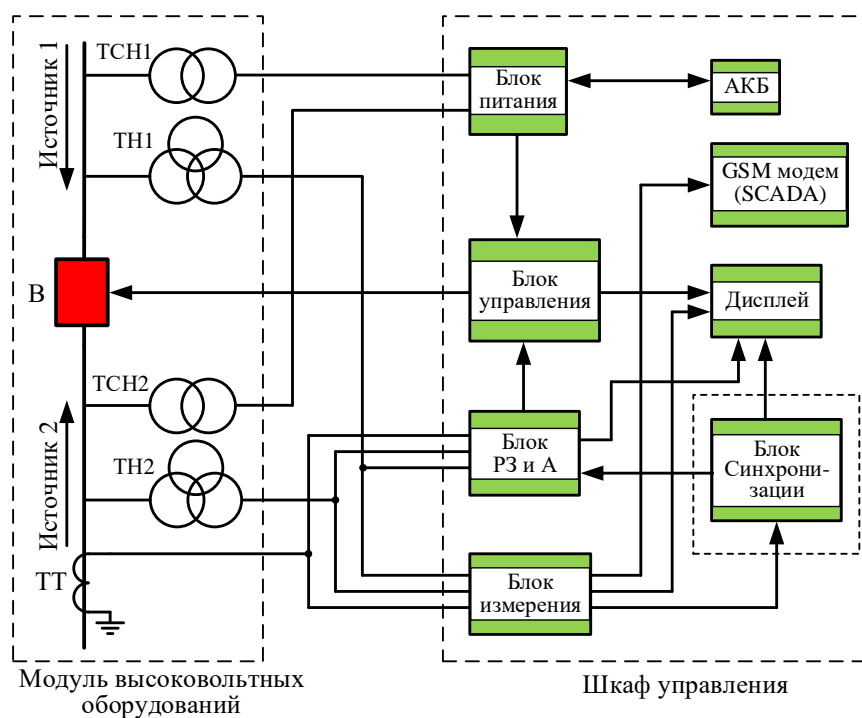 Источник 1
ТСН1
ТН1
В
Источник 2
ТСН2
ТН2
ТТ
Модуль высоковольтных
оборудований
Блок
питания
АКБ
GSM модем
(SCADA)
Блок
управления
Дисплей
Блок
РЗ и А
Блок
Синхрони-
зации
Блок
измерения
Шкаф управления